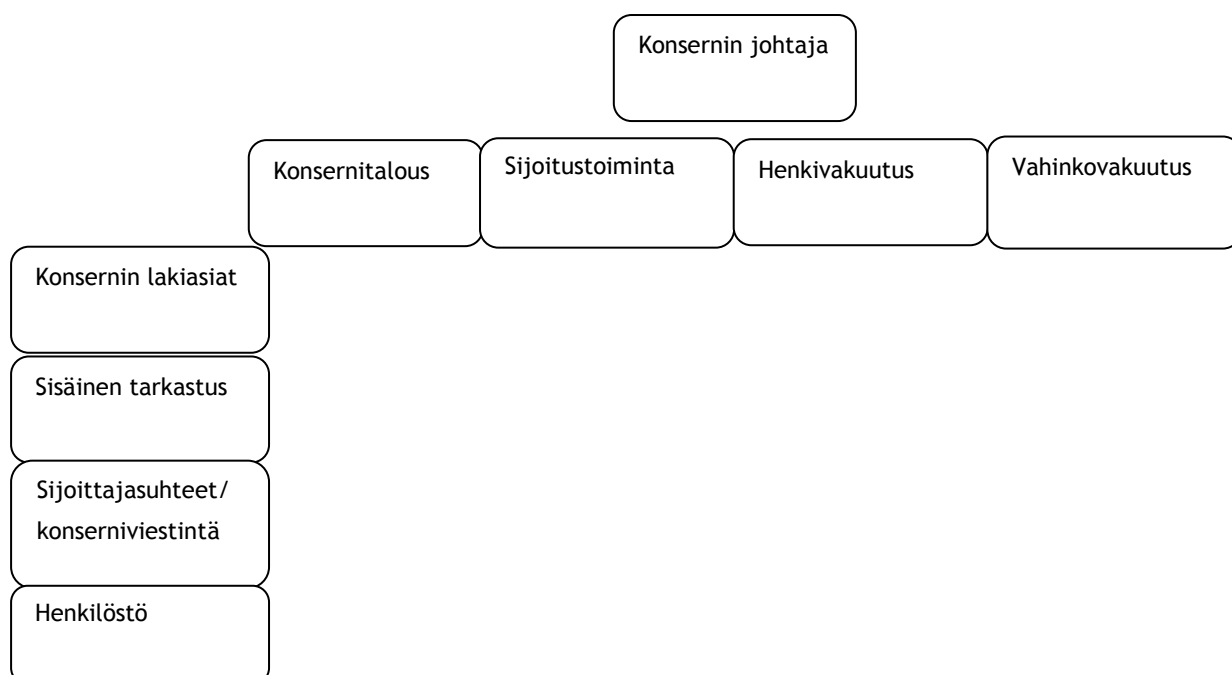 Konsernin johtaja
Konsernitalous
Sijoitustoiminta
Henkivakuutus
Vahinkovakuutus
Konsernin lakiasiat
Sisäinen tarkastus
Sijoittajasuhteet/
konserniviestintä
Henkilöstö